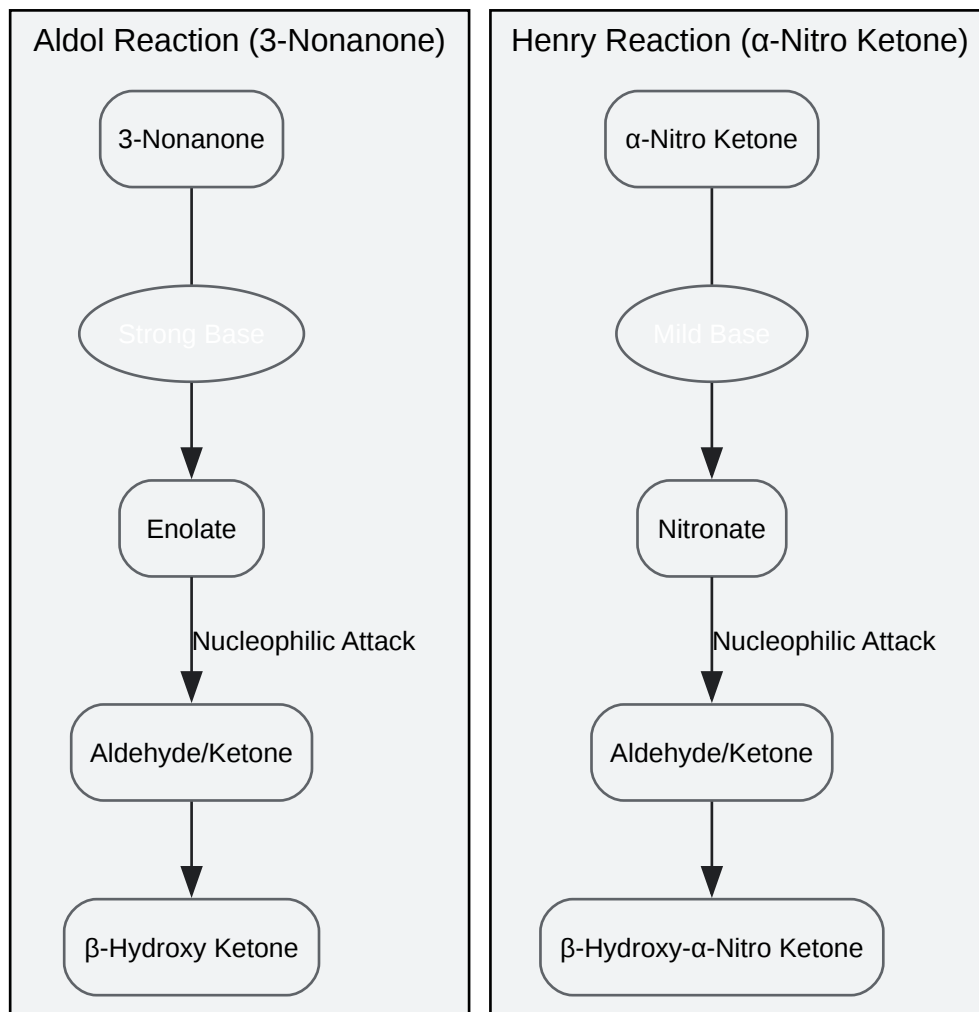 Aldol Reaction (3-Nonanone)
3-Nonanone
Strong Base
Enolate
Nucleophilic Attack
Aldehyde/Ketone
β-Hydroxy Ketone
Henry Reaction (α-Nitro Ketone)
α-Nitro Ketone
Mild Base
Nitronate
Nucleophilic Attack
Aldehyde/Ketone
β-Hydroxy-α-Nitro Ketone